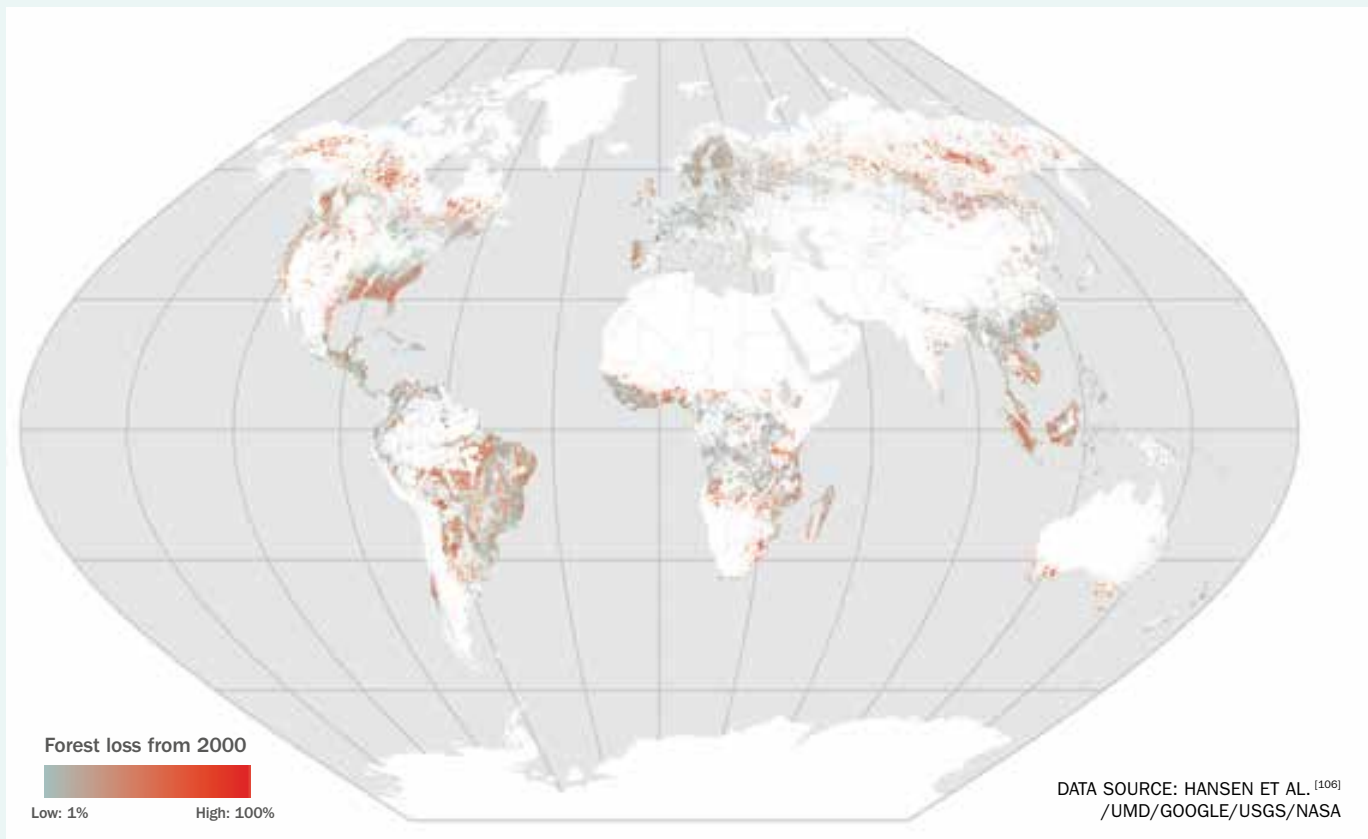 Forest loss from 2000
Low: 1% High: 100%
DATA SOURCE: HANSEN ET AL. [106]
/UMD/GOOGLE/USGS/NASA